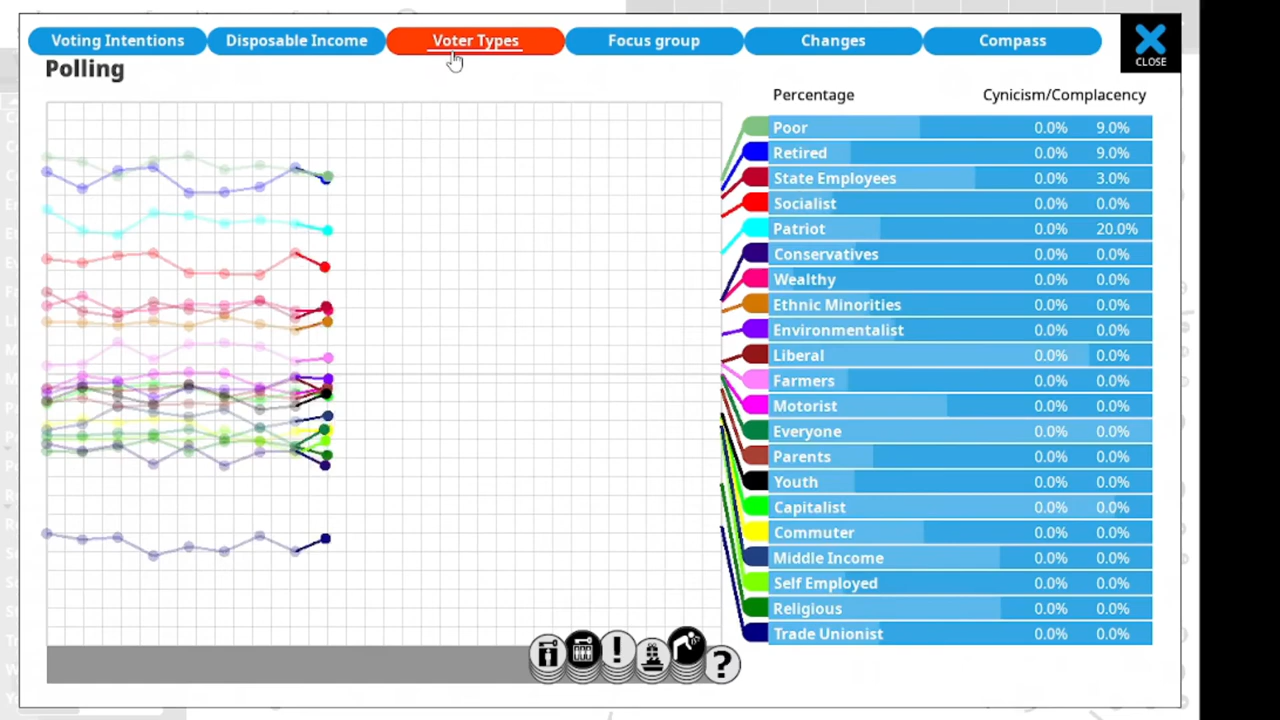 Voting Intentions Disposable Income Voter Types Focus group Changes Compass
CLOSE
Polling
Percentage Cynicism/Complacency
Poor 0.0% 9.0%
Retired 0.0% 9.0%
State Employees 0.0% 3.0%
Socialist 0.0% 0.0%
Patriot 0.0% 20.0%
Conservatives 0.0% 0.0%
Wealthy 0.0% 0.0%
Ethnic Minorities 0.0% 0.0%
Environmentalist 0.0% 0.0%
Liberal 0.0% 0.0%
Farmers 0.0% 0.0%
Motorist 0.0% 0.0%
Everyone 0.0% 0.0%
Parents 0.0% 0.0%
Youth 0.0% 0.0%
Capitalist 0.0% 0.0%
Commuter 0.0% 0.0%
Middle Income 0.0% 0.0%
Self Employed 0.0% 0.0%
Religious 0.0% 0.0%
Trade Unionist 0.0% 0.0%
! ?